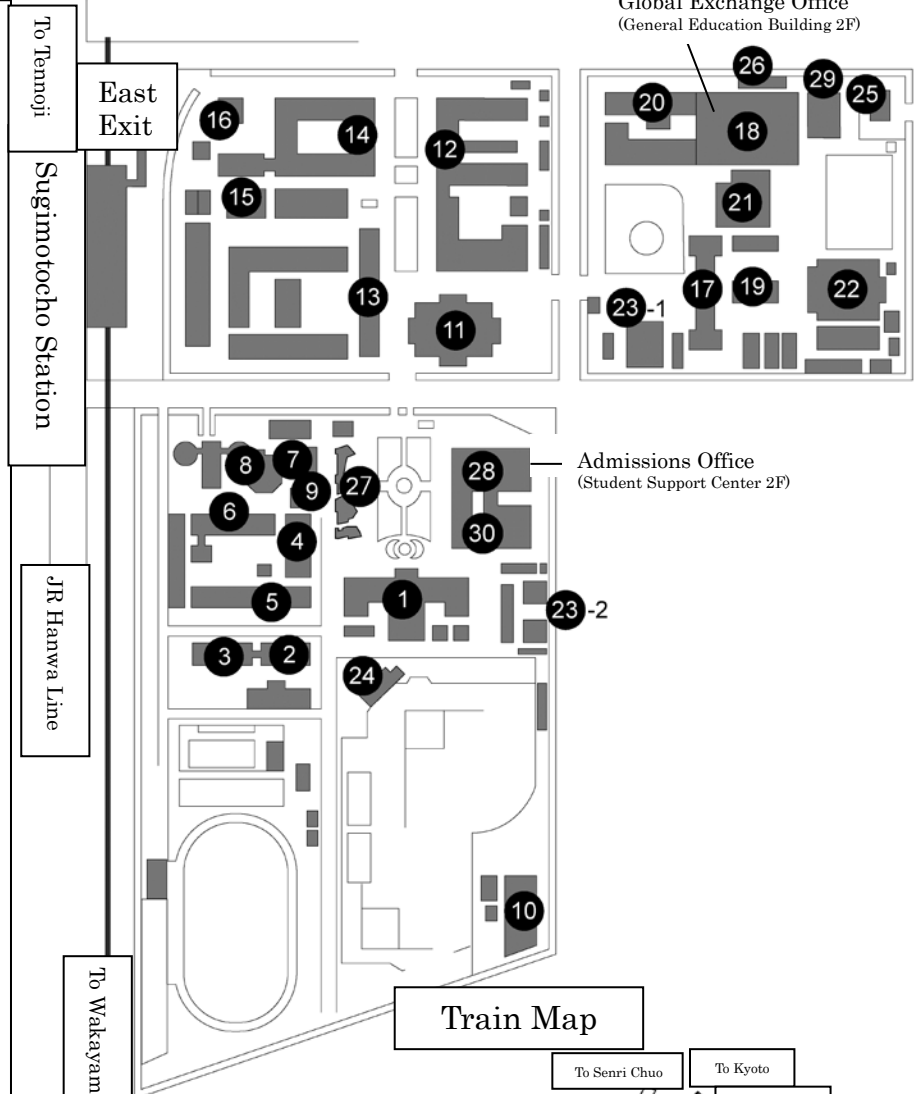 Global Exchange Office
(General Education Building 2F)
To Tennoji
East
Exit
Sugimotocho Station
JR Hanwa Line
To Wakayam
16
14
12
26
29
25
20
18
15
21
13
11
17
19
22
23-1
8
7
9
27
28
Admissions Office
(Student Support Center 2F)
6
4
30
5
1
23-2
3
2
24
10
Train Map
To Senri Chuo
To Kyoto